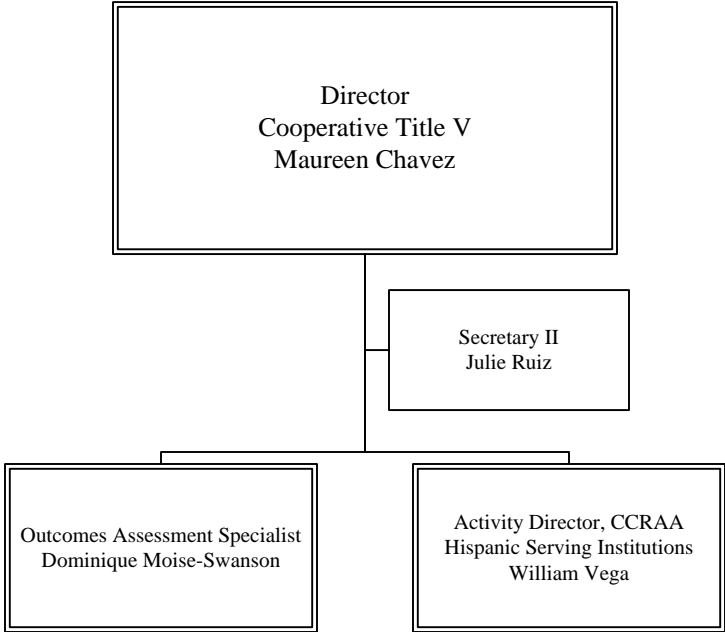 Director
Cooperative Title V
Maureen Chavez
Secretary II
Julie Ruiz
Outcomes Assessment Specialist
Dominique Moise-Swanson
Activity Director, CCRAA
Hispanic Serving Institutions
William Vega